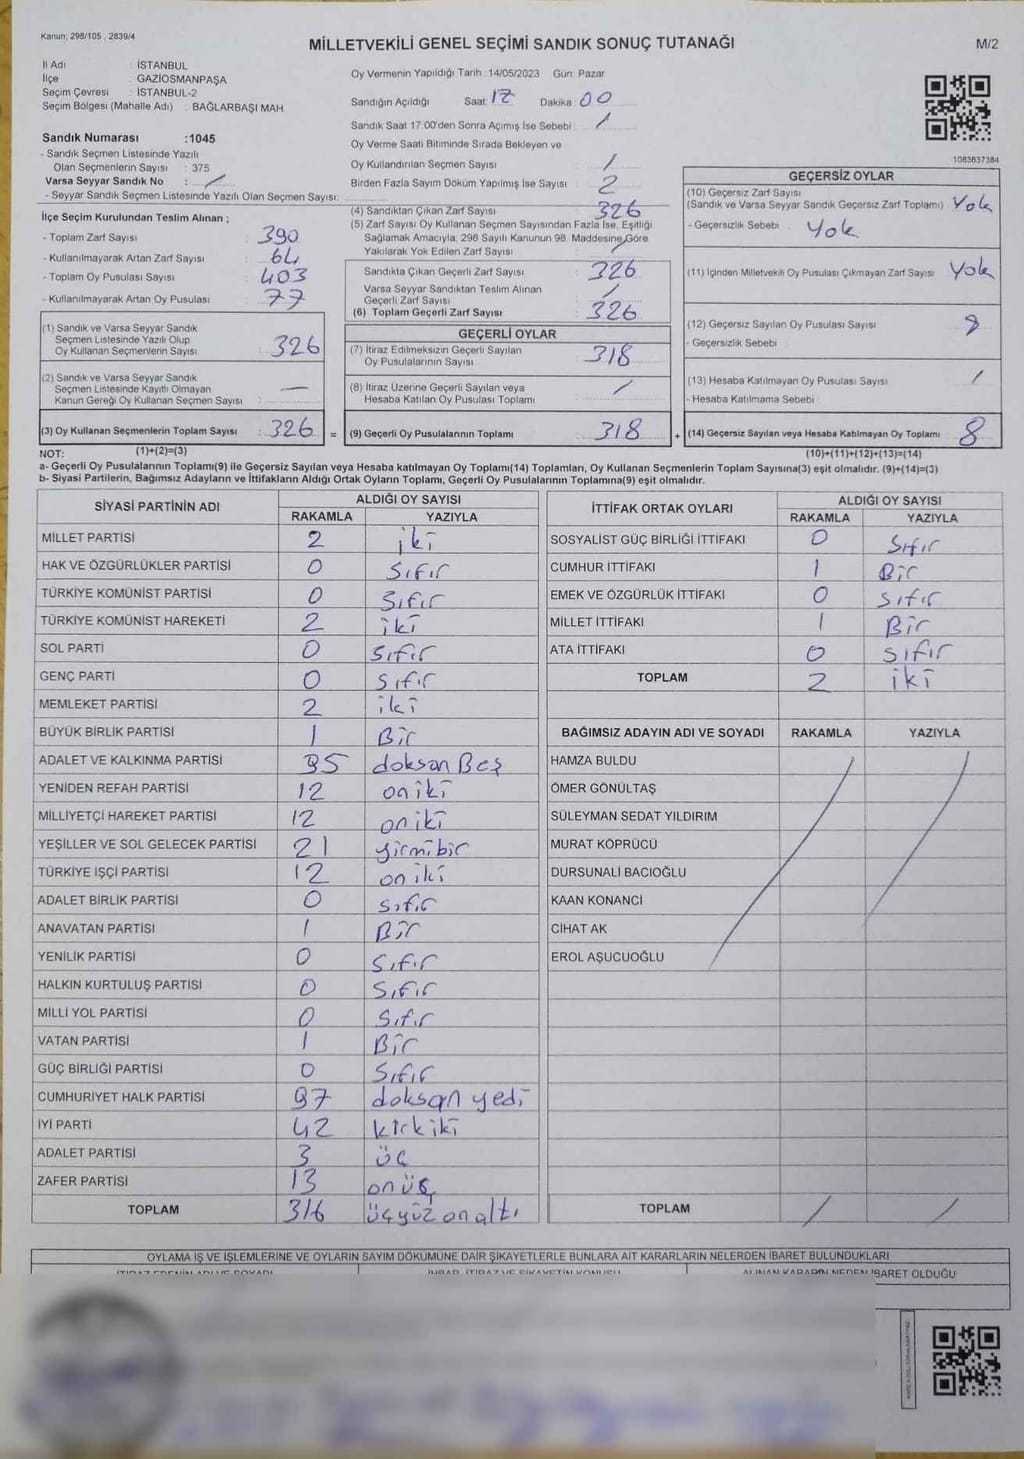 Kanun; 298/105 , 2839/4
MİLLETVEKİLİ GENEL SEÇİMİ SANDIK SONUÇ TUTANAĞI
M/2
İl Adı : İSTANBUL
İlçe : GAZİOSMANPAŞA
Seçim Çevresi : İSTANBUL-2
Seçim Bölgesi (Mahalle Adı) : BAĞLARBAŞI MAH.
Sandık Numarası :1045
- Sandık Seçmen Listesinde Yazılı
Olan Seçmenlerin Sayısı : 375
Varsa Seyyar Sandık No : /
- Seyyar Sandık Seçmen Listesinde Yazılı Olan Seçmen Sayısı:
Oy Vermenin Yapıldığı Tarih :14/05/2023 Gün: Pazar
Sandığın Açıldığı Saat: 17 Dakika: 00
Sandık Saat 17:00'den Sonra Açılmış İse Sebebi : /
Oy Verme Saati Bitiminde Sırada Bekleyen ve
Oy Kullandırılan Seçmen Sayısı : /
Birden Fazla Sayım Döküm Yapılmış İse Sayısı : 2
1083637384
İlçe Seçim Kurulundan Teslim Alınan ;
- Toplam Zarf Sayısı : 390
- Kullanılmayarak Artan Zarf Sayısı : 64
- Toplam Oy Pusulası Sayısı : 403
- Kullanılmayarak Artan Oy Pusulası : 77
(4) Sandıktan Çıkan Zarf Sayısı : 326
(5) Zarf Sayısı Oy Kullanan Seçmen Sayısından Fazla İse, Eşitliği
Sağlamak Amacıyla; 298 Sayılı Kanunun 98. Maddesine Göre
Yakılarak Yok Edilen Zarf Sayısı : /
Sandıkta Çıkan Geçerli Zarf Sayısı : 326
Varsa Seyyar Sandıktan Teslim Alınan
Geçerli Zarf Sayısı : /
(6) Toplam Geçerli Zarf Sayısı : 326
GEÇERSİZ OYLAR
(10) Geçersiz Zarf Sayısı
(Sandık ve Varsa Seyyar Sandık Geçersiz Zarf Toplamı) : Yok
- Geçersizlik Sebebi : Yok
(11) İçinden Milletvekili Oy Pusulası Çıkmayan Zarf Sayısı : Yok
(12) Geçersiz Sayılan Oy Pusulası Sayısı : 8
- Geçersizlik Sebebi :
(13) Hesaba Katılmayan Oy Pusulası Sayısı : /
- Hesaba Katılmama Sebebi :
(14) Geçersiz Sayılan veya Hesaba Katılmayan Oy Toplamı : 8
(1) Sandık ve Varsa Seyyar Sandık
Seçmen Listesinde Yazılı Olup
Oy Kullanan Seçmenlerin Sayısı : 326
(2) Sandık ve Varsa Seyyar Sandık
Seçmen Listesinde Kayıtlı Olmayan
Kanun Gereği Oy Kullanan Seçmen Sayısı : —
(3) Oy Kullanan Seçmenlerin Toplam Sayısı : 326 =
GEÇERLİ OYLAR
(7) İtiraz Edilmeksizin Geçerli Sayılan
Oy Pusulalarının Sayısı : 318
(8) İtiraz Üzerine Geçerli Sayılan veya
Hesaba Katılan Oy Pusulası Toplamı : /
(9) Geçerli Oy Pusulalarının Toplamı : 318 +
NOT: (1)+(2)=(3)
(10)+(11)+(12)+(13)=(14)
a- Geçerli Oy Pusulalarının Toplamı(9) ile Geçersiz Sayılan veya Hesaba katılmayan Oy Toplamı(14) Toplamları, Oy Kullanan Seçmenlerin Toplam Sayısına(3) eşit olmalıdır. (9)+(14)=(3)
b- Siyasi Partilerin, Bağımsız Adayların ve İttifakların Aldığı Ortak Oyların Toplamı, Geçerli Oy Pusulalarının Toplamına(9) eşit olmalıdır.
SİYASİ PARTİNİN ADI ALDIĞI OY SAYISI
RAKAMLA YAZIYLA
MİLLET PARTİSİ 2 iki
HAK VE ÖZGÜRLÜKLER PARTİSİ 0 Sıfır
TÜRKİYE KOMÜNİST PARTİSİ 0 Sıfır
TÜRKİYE KOMÜNİST HAREKETİ 2 iki
SOL PARTİ 0 Sıfır
GENÇ PARTİ 0 Sıfır
MEMLEKET PARTİSİ 2 iki
BÜYÜK BİRLİK PARTİSİ 1 Bir
ADALET VE KALKINMA PARTİSİ 95 doksan Beş
YENİDEN REFAH PARTİSİ 12 oniki
MİLLİYETÇİ HAREKET PARTİSİ 12 oniki
YEŞİLLER VE SOL GELECEK PARTİSİ 21 yirmibir
TÜRKİYE İŞÇİ PARTİSİ 12 oniki
ADALET BİRLİK PARTİSİ 0 Sıfır
ANAVATAN PARTİSİ 1 Bir
YENİLİK PARTİSİ 0 Sıfır
HALKIN KURTULUŞ PARTİSİ 0 Sıfır
MİLLİ YOL PARTİSİ 0 Sıfır
VATAN PARTİSİ 1 Bir
GÜÇ BİRLİĞİ PARTİSİ 0 Sıfır
CUMHURİYET HALK PARTİSİ 97 doksan yedi
İYİ PARTİ 42 kırkiki
ADALET PARTİSİ 3 üç
ZAFER PARTİSİ 13 onüç
TOPLAM 316 üçyüzonaltı
İTTİFAK ORTAK OYLARI ALDIĞI OY SAYISI
RAKAMLA YAZIYLA
SOSYALİST GÜÇ BİRLİĞİ İTTİFAKI 0 Sıfır
CUMHUR İTTİFAKI 1 Bir
EMEK VE ÖZGÜRLÜK İTTİFAKI 0 Sıfır
MİLLET İTTİFAKI 1 Bir
ATA İTTİFAKI 0 sıfır
TOPLAM 2 iki
BAĞIMSIZ ADAYIN ADI VE SOYADI RAKAMLA YAZIYLA
HAMZA BULDU
ÖMER GÖNÜLTAŞ
SÜLEYMAN SEDAT YILDIRIM
MURAT KÖPRÜCÜ
DURSUNALİ BACIOĞLU
KAAN KONANCİ
CİHAT AK
EROL AŞUCUOĞLU
TOPLAM / /
OYLAMA İŞ VE İŞLEMLERİNE VE OYLARIN SAYIM DÖKÜMÜNE DAİR ŞİKAYETLERLE BUNLARA AİT KARARLARIN NELERDEN İBARET BULUNDUKLARI
İTİRAZ EDENİN ADI VE SOYADI İHBAR, İTİRAZ VE ŞİKAYETİN KONUSU ALINAN KARARIN NEDEN İBARET OLDUĞU